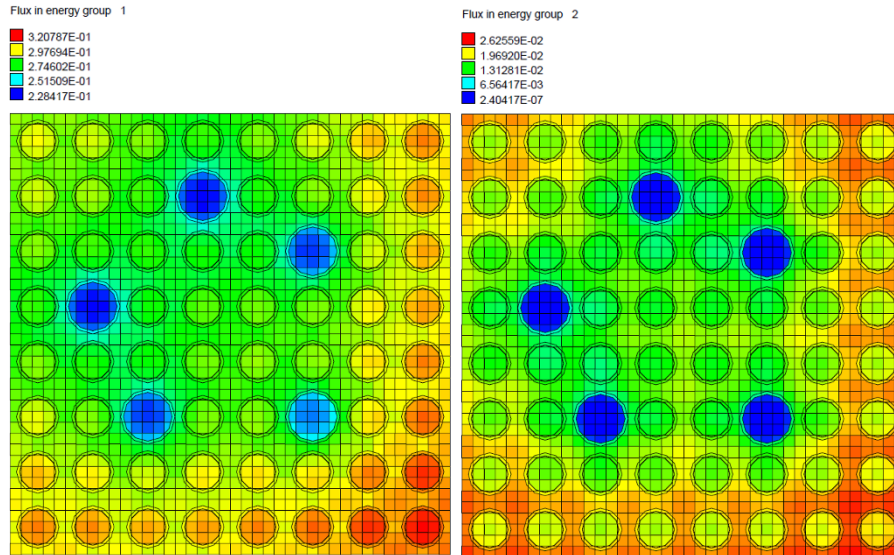 Flux in energy group 1
3.20787E-01
2.97694E-01
2.74602E-01
2.51509E-01
2.28417E-01
Flux in energy group 2
2.62559E-02
1.96920E-02
1.31281E-02
6.56417E-03
2.40417E-07